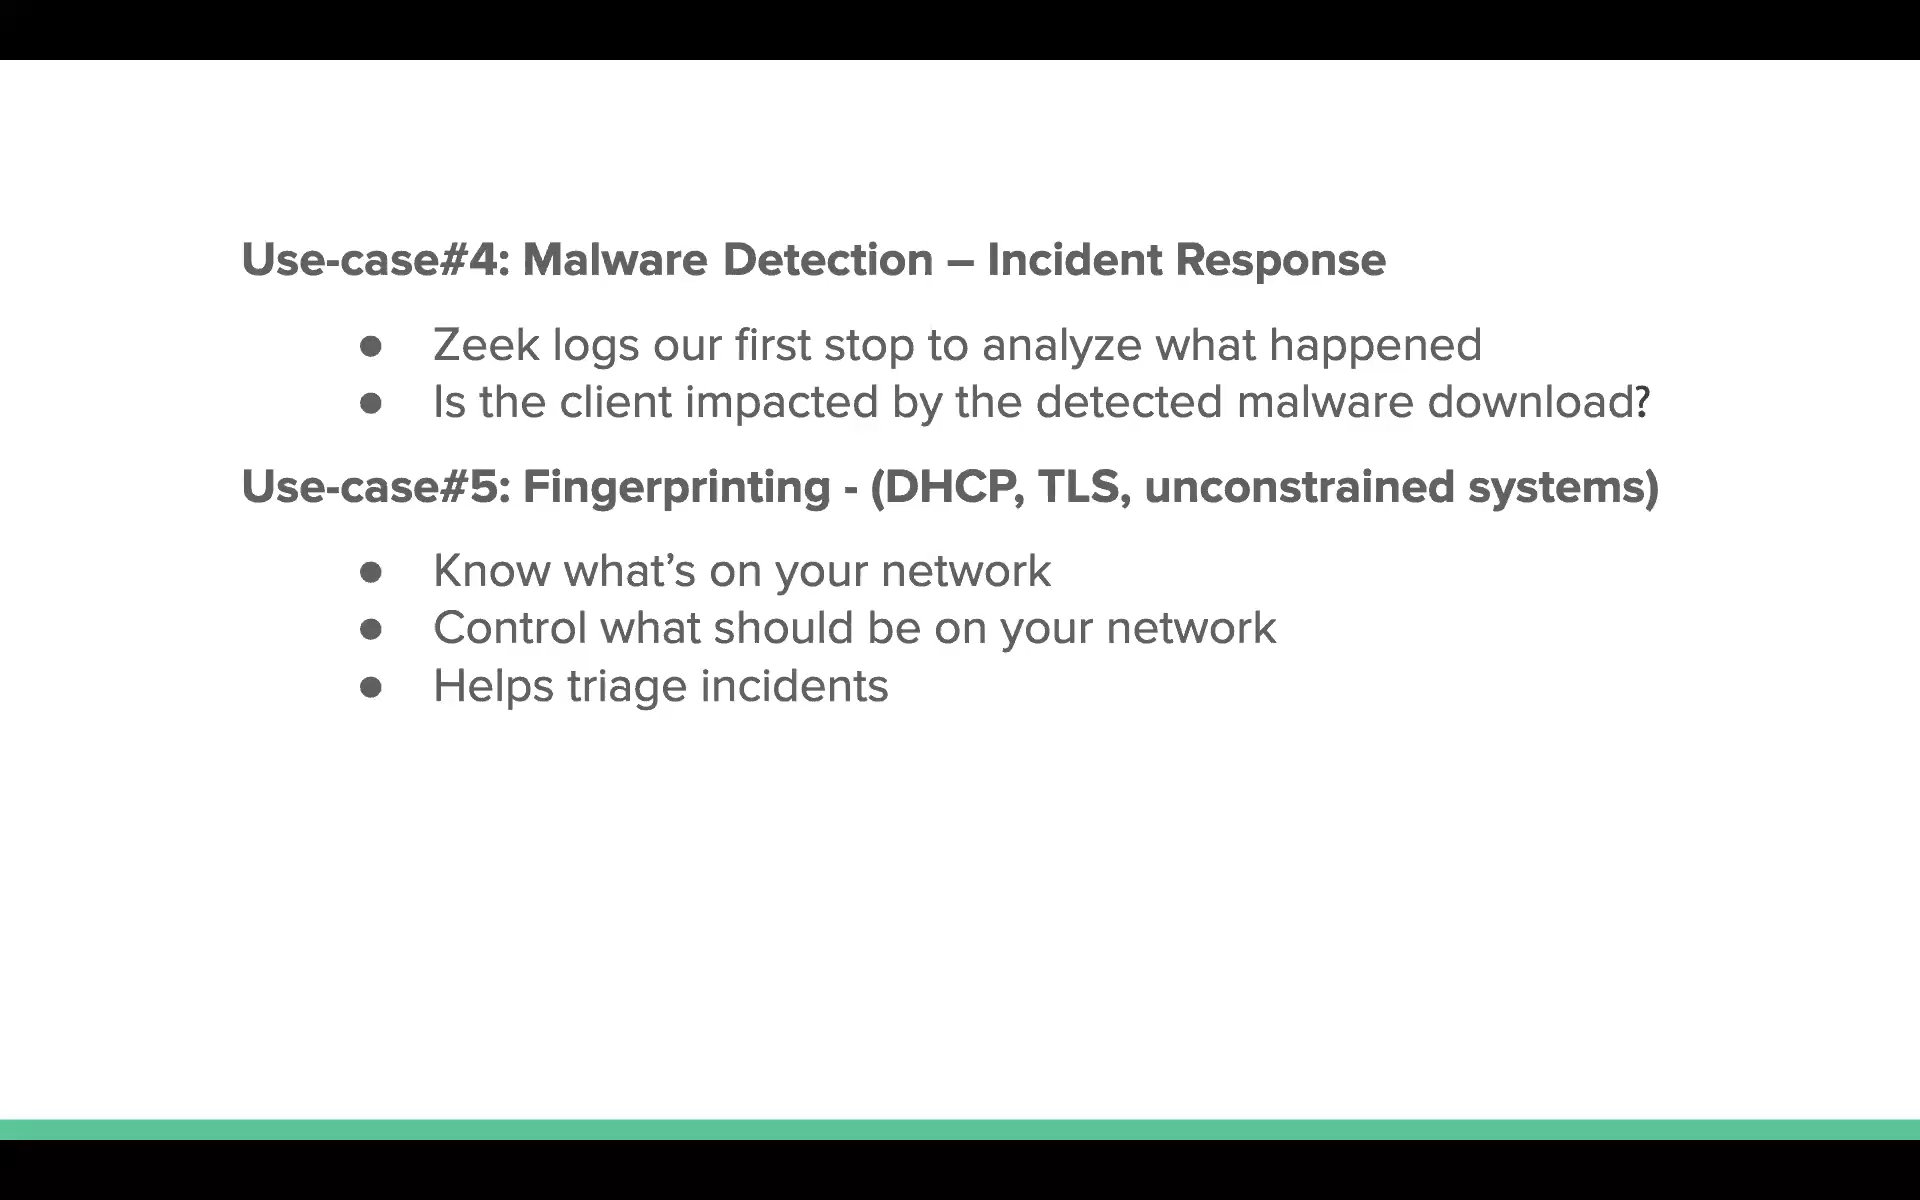 Use-case#4: Malware Detection – Incident Response
● Zeek logs our first stop to analyze what happened
● Is the client impacted by the detected malware download?
Use-case#5: Fingerprinting - (DHCP, TLS, unconstrained systems)
● Know what’s on your network
● Control what should be on your network
● Helps triage incidents